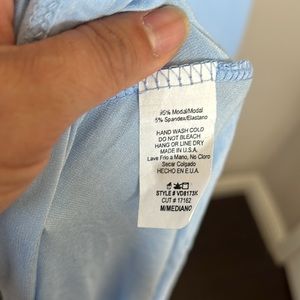 95% Modal/Modal
5% Spandex/Elastano
HAND WASH COLD
DO NOT BLEACH
HANG OR LINE DRY
MADE IN U.S.A.
Lave Frio a Mano, No Cloro
Secar Colgado
HECHO EN E.U.A.
STYLE # VD8173K
CUT # 17162
M/MEDIANO